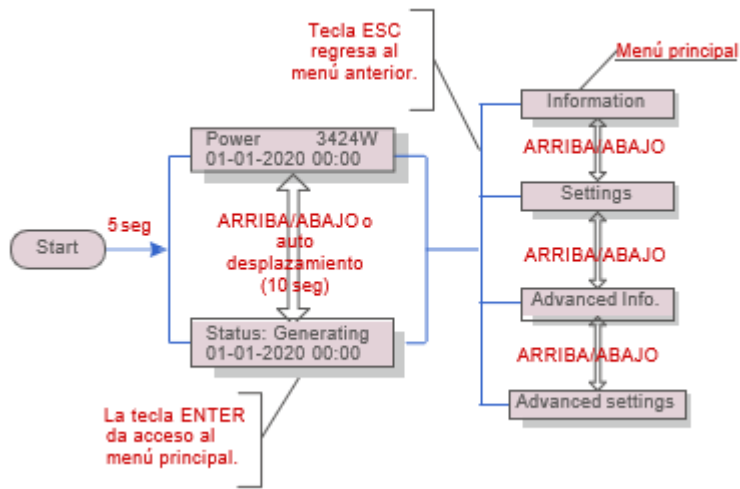 Tecla ESC
regresa al
menú anterior.
Menú principal
Information
ARRIBA/ABAJO
Power 3424W
01-01-2020 00:00
Settings
5 seg
ARRIBA/ABAJO o
auto
desplazamiento
(10 seg)
Start
ARRIBA/ABAJO
Advanced Info.
Status: Generating
01-01-2020 00:00
ARRIBA/ABAJO
Advanced settings
La tecla ENTER
da acceso al
menú principal.